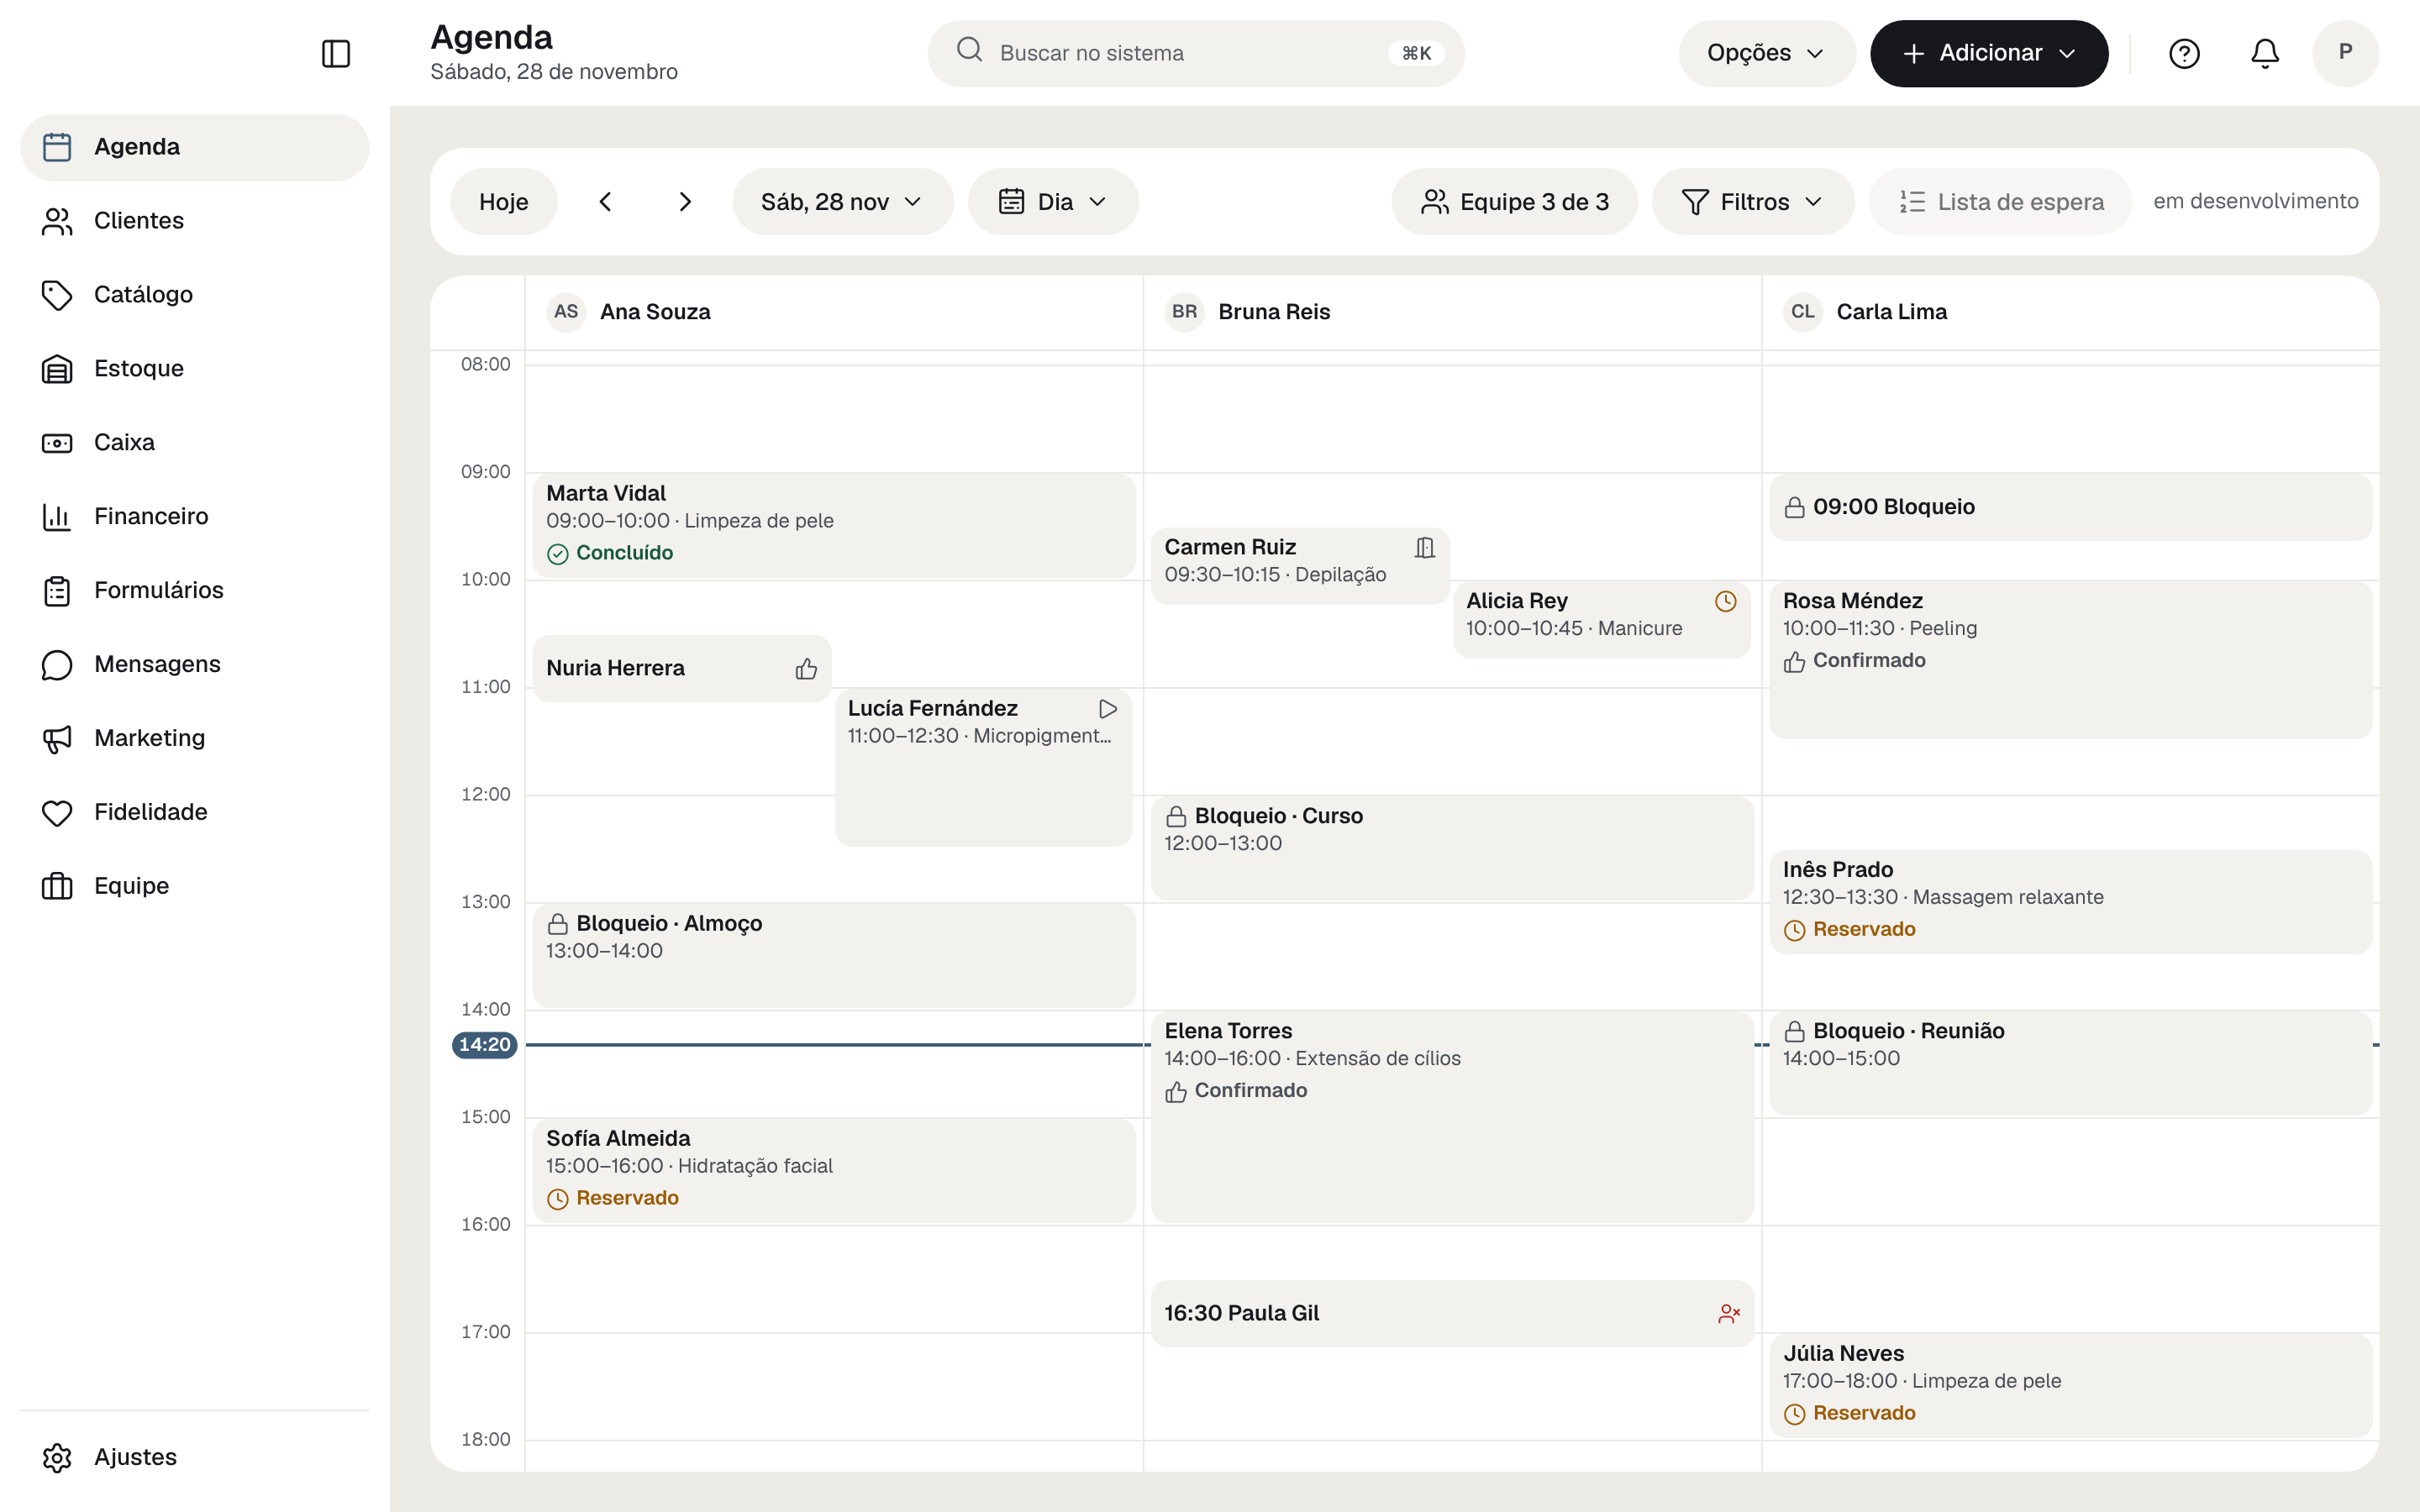 Agenda
Sábado, 28 de novembro
Buscar no sistema
⌘K
Opções
Adicionar
P
Agenda
Clientes
Catálogo
Estoque
Caixa
Financeiro
Formulários
Mensagens
Marketing
Fidelidade
Equipe
Ajustes
Hoje
Sáb, 28 nov
Dia
Equipe 3 de 3
Filtros
Lista de espera
em desenvolvimento
AS Ana Souza
BR Bruna Reis
CL Carla Lima
08:00
09:00
10:00
11:00
12:00
13:00
14:00
14:20
15:00
16:00
17:00
18:00
Marta Vidal
09:00–10:00 · Limpeza de pele
Concluído
Nuria Herrera
Lucía Fernández
11:00–12:30 · Micropigment...
Bloqueio · Almoço
13:00–14:00
Sofía Almeida
15:00–16:00 · Hidratação facial
Reservado
Carmen Ruiz
09:30–10:15 · Depilação
Alicia Rey
10:00–10:45 · Manicure
Bloqueio · Curso
12:00–13:00
Elena Torres
14:00–16:00 · Extensão de cílios
Confirmado
16:30 Paula Gil
09:00 Bloqueio
Rosa Méndez
10:00–11:30 · Peeling
Confirmado
Inês Prado
12:30–13:30 · Massagem relaxante
Reservado
Bloqueio · Reunião
14:00–15:00
Júlia Neves
17:00–18:00 · Limpeza de pele
Reservado